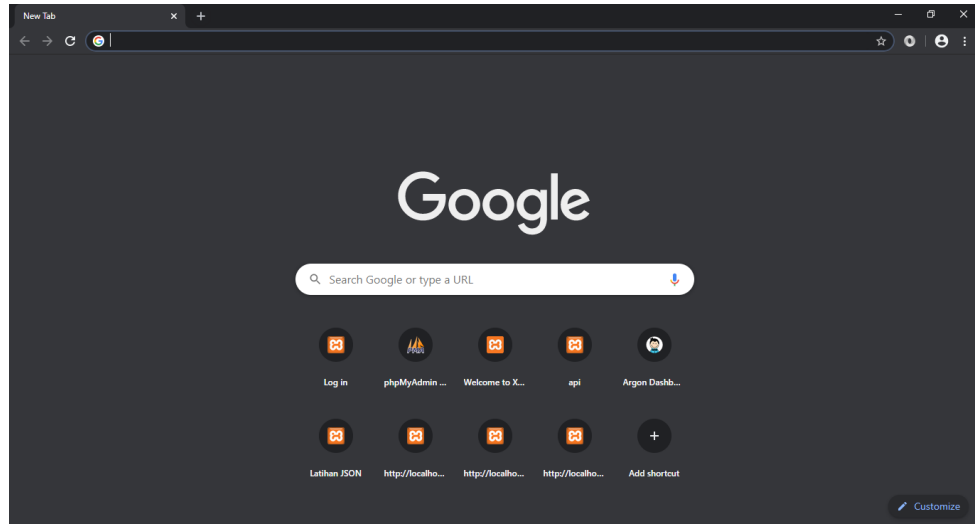 New Tab
Google
Search Google or type a URL
Log in
phpMyAdmin ...
Welcome to X...
api
Argon Dashb...
Latihan JSON
http://localho...
http://localho...
http://localho...
Add shortcut
Customize